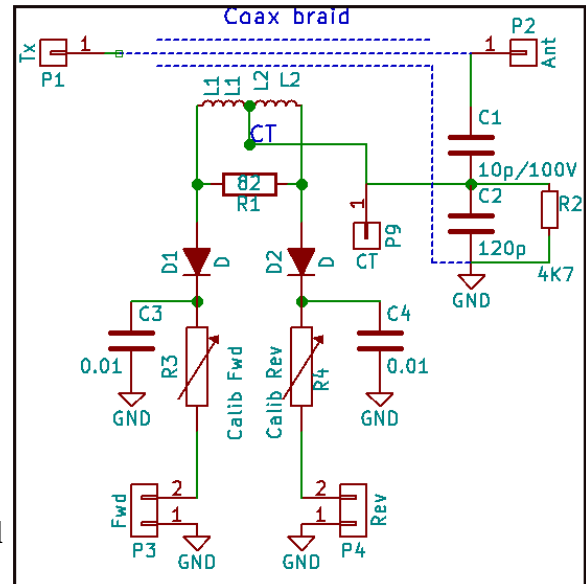 Coax braid
Tx
1
P1
P2
1
Ant
L1
L1
L2
L2
CT
C1
10p/100V
82
R1
1
P9
CT
C2
120p
R2
4K7
GND
D1
D
D2
D
C3
0.01
GND
R3
Calib Fwd
Calib Rev
R4
C4
0.01
GND
Fwd
2
1
P3
GND
2
1
Rev
P4
GND